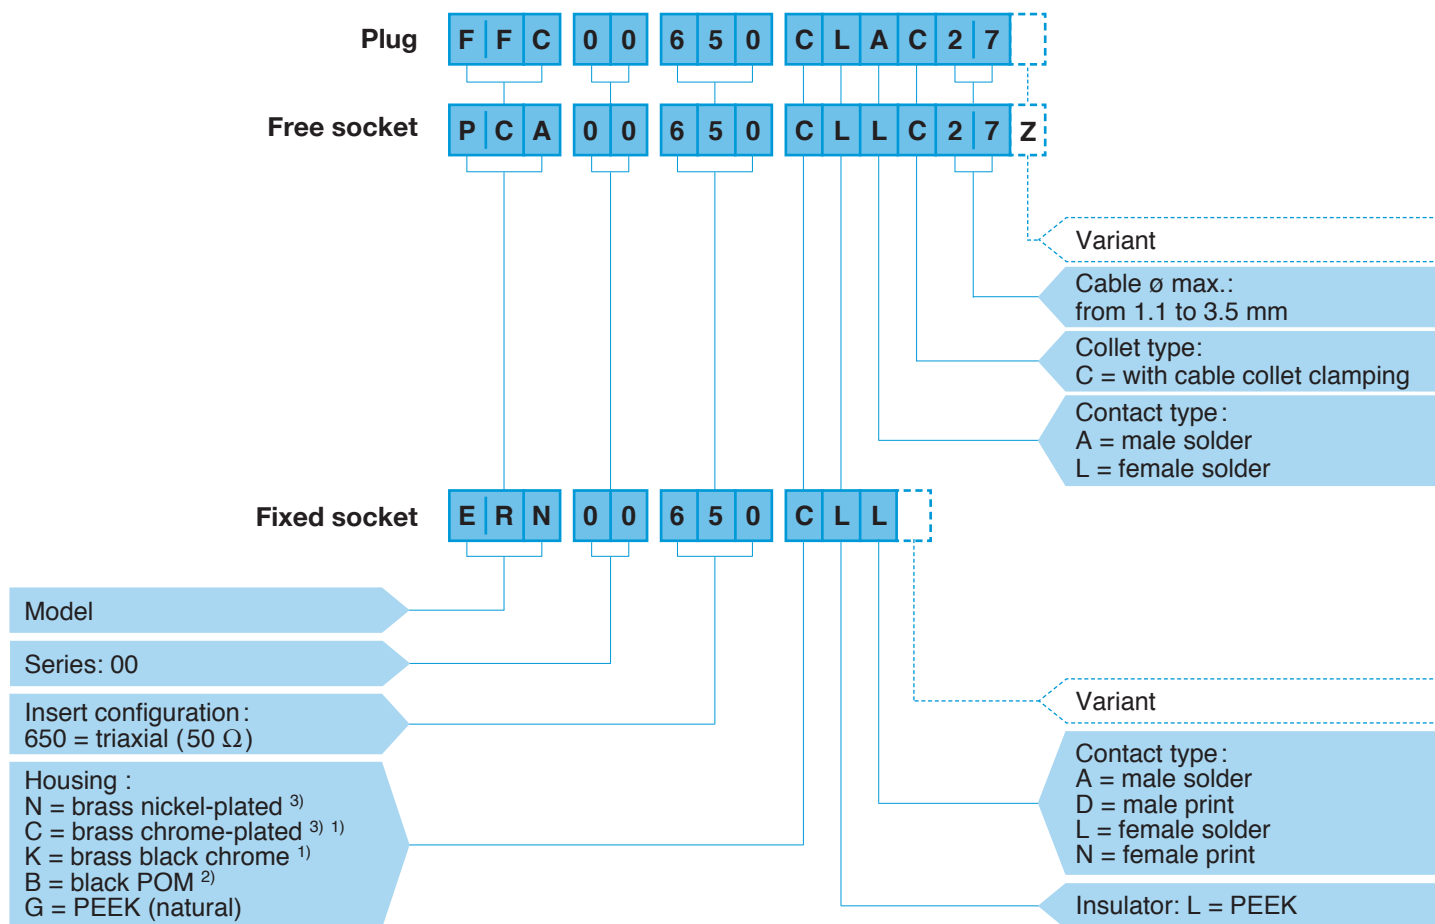 Plug F F C 0 0 6 5 0 C L A C 2 7
Free socket P C A 0 0 6 5 0 C L L C 2 7 Z
Variant
Cable ø max.:
from 1.1 to 3.5 mm
Collet type:
C = with cable collet clamping
Contact type:
A = male solder
L = female solder
Fixed socket E R N 0 0 6 5 0 C L L
Model
Series: 00
Insert configuration:
650 = triaxial (50 Ω)
Housing :
N = brass nickel-plated 3)
C = brass chrome-plated 3) 1)
K = brass black chrome 1)
B = black POM 2)
G = PEEK (natural)
Variant
Contact type:
A = male solder
D = male print
L = female solder
N = female print
Insulator: L = PEEK